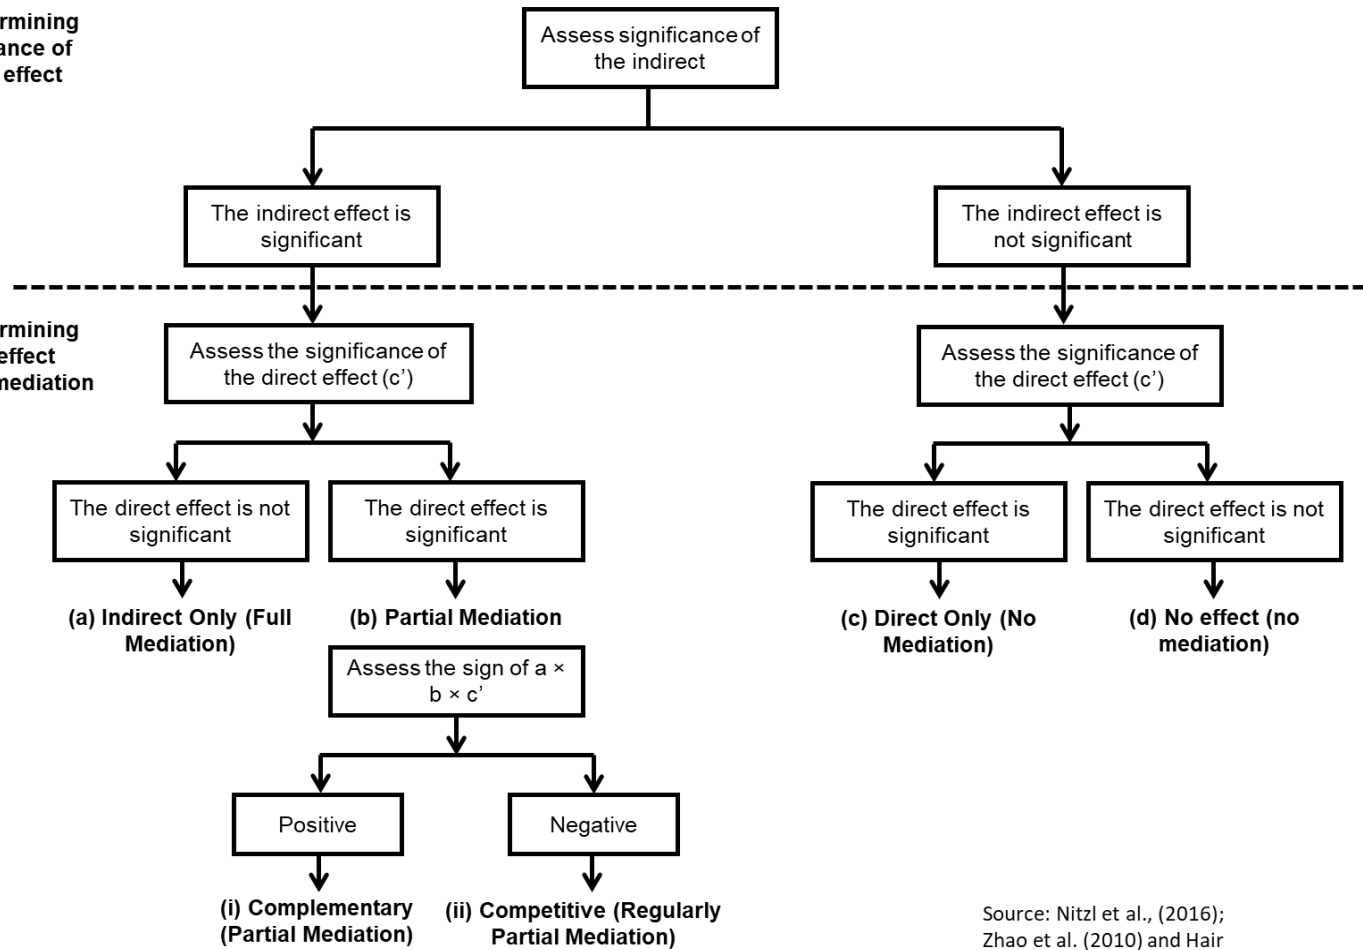 rmining
ance of
effect
Assess significance of
the indirect
The indirect effect is
significant
The indirect effect is
not significant
rmining
effect
mediation
Assess the significance of
the direct effect (c’)
Assess the significance of
the direct effect (c’)
The direct effect is not
significant
The direct effect is
significant
The direct effect is
significant
The direct effect is not
significant
(a) Indirect Only (Full
Mediation)
(b) Partial Mediation
(c) Direct Only (No
Mediation)
(d) No effect (no
mediation)
Assess the sign of a ×
b × c’
Positive
Negative
(i) Complementary
(Partial Mediation)
(ii) Competitive (Regularly
Partial Mediation)
Source: Nitzl et al., (2016);
Zhao et al. (2010) and Hair